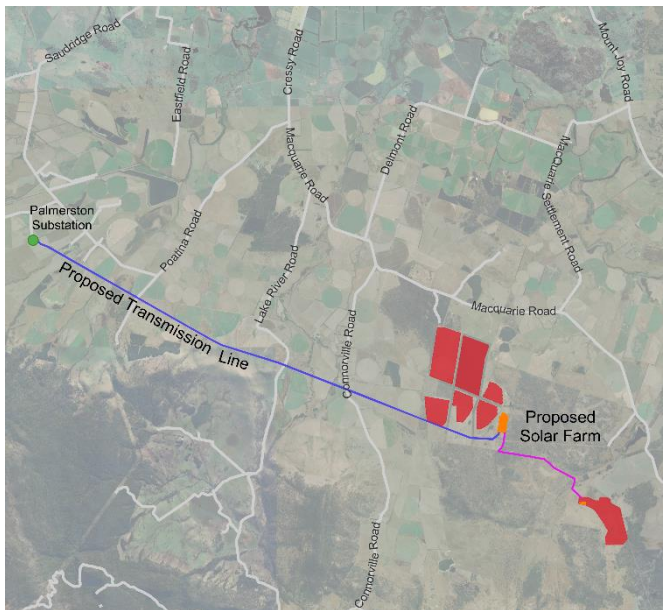 Saudridge Road
Eastfield Road
Cressy Road
Mount Joy Road
Macquarie Road
Delmont Road
MacQuarie Settlement Road
Palmerston
Substation
Poatina Road
Lake River Road
Proposed Transmission Line
Connorville Road
Macquarie Road
Proposed
Solar Farm
Connorville Road